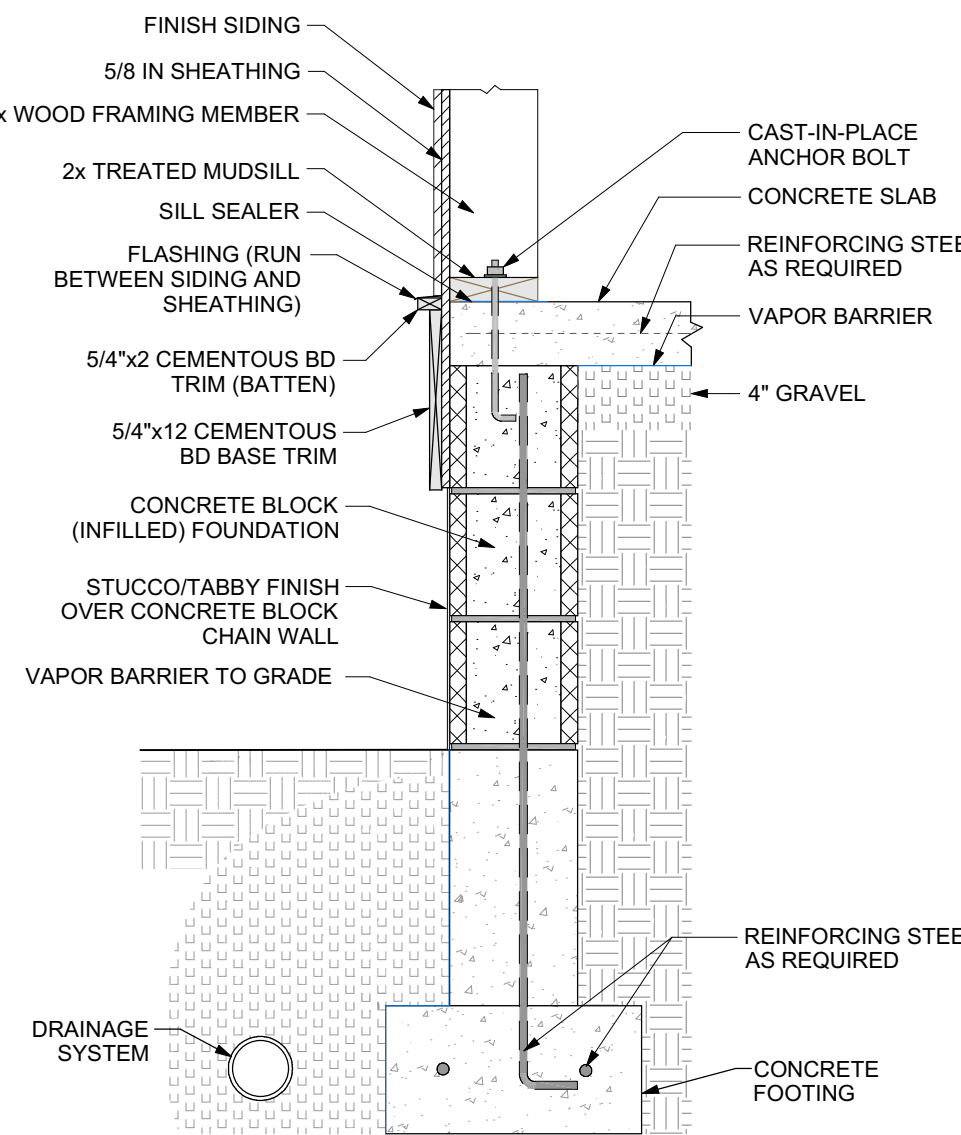 FINISH SIDING
5/8 IN SHEATHING
x WOOD FRAMING MEMBER
2x TREATED MUDSILL
SILL SEALER
FLASHING (RUN
BETWEEN SIDING AND
SHEATHING)
5/4"x2 CEMENTOUS BD
TRIM (BATTEN)
5/4"x12 CEMENTOUS
BD BASE TRIM
CONCRETE BLOCK
(INFILLED) FOUNDATION
STUCCO/TABBY FINISH
OVER CONCRETE BLOCK
CHAIN WALL
VAPOR BARRIER TO GRADE
DRAINAGE
SYSTEM
CAST-IN-PLACE
ANCHOR BOLT
CONCRETE SLAB
REINFORCING STEE
AS REQUIRED
VAPOR BARRIER
4" GRAVEL
REINFORCING STEE
AS REQUIRED
CONCRETE
FOOTING